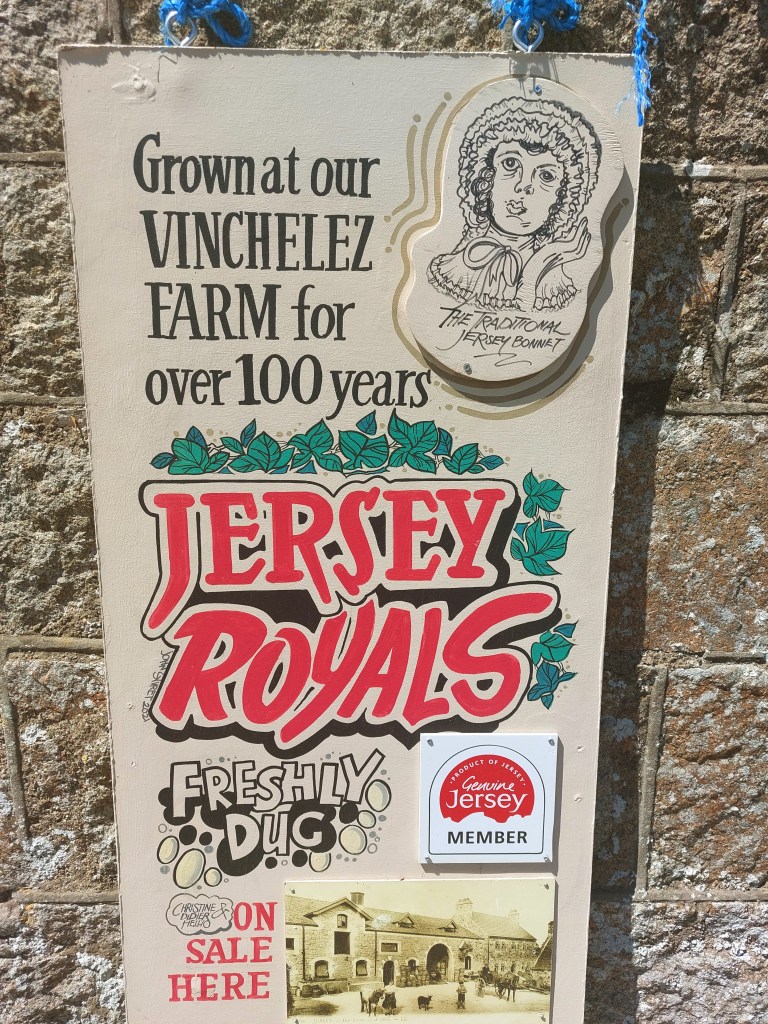 Grown at our
VINCHELEZ
FARM for
over 100 years
THE TRADITIONAL
JERSEY BONNET
JERSEY
ROYALS
FRESHLY
DUG
PRODUCT OF JERSEY
Genuine
Jersey
MEMBER
CHRISTINE &
DIDIER
ON
SALE
HERE